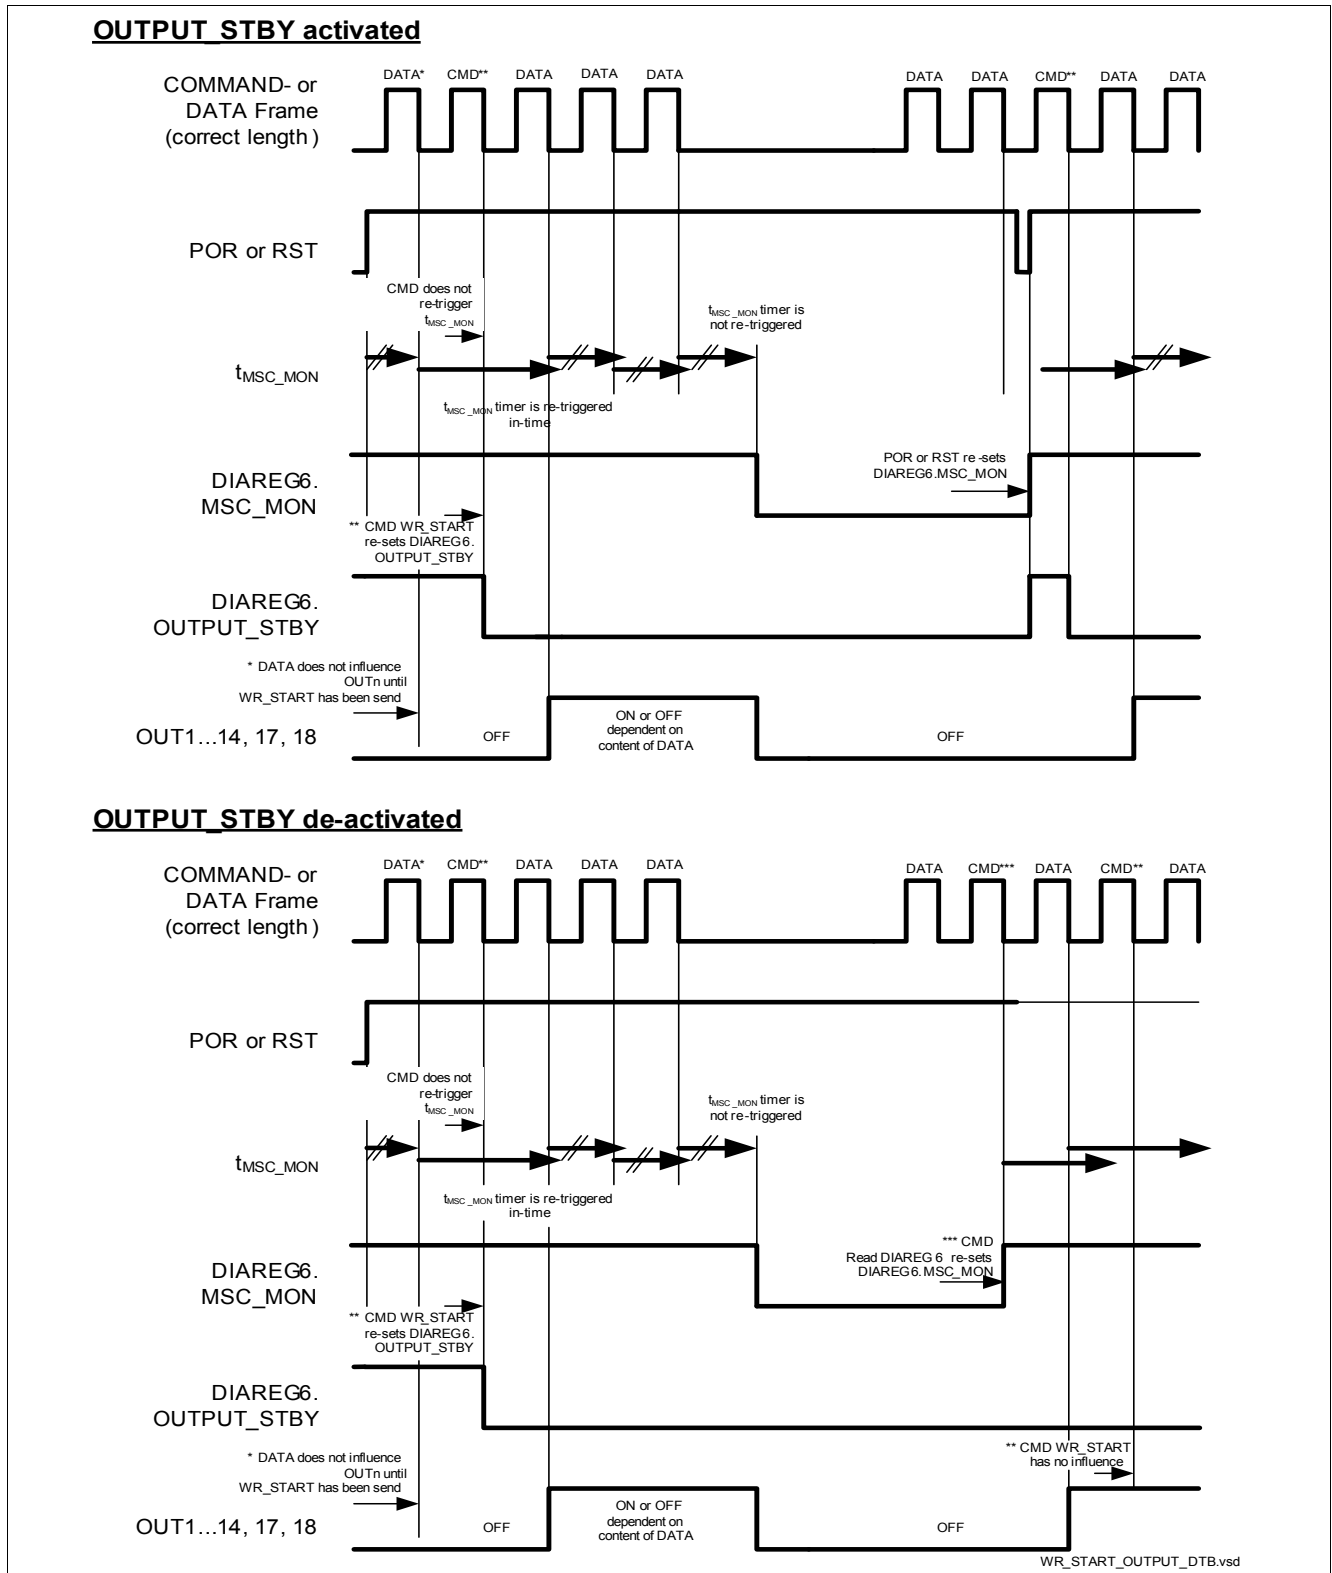 OUTPUT_STBY activated
DATA* CMD** DATA DATA DATA DATA DATA CMD** DATA DATA
COMMAND- or
DATA Frame
(correct length)
POR or RST
CMD does not
re-trigger
tMSC_MON
tMSC_MON timer is
not re-triggered
tMSC_MON
tMSC_MON timer is re-triggered
in-time
POR or RST re-sets
DIAREG6.MSC_MON
DIAREG6.
MSC_MON
** CMD WR_START
re-sets DIAREG6.
OUTPUT_STBY
DIAREG6.
OUTPUT_STBY
* DATA does not influence
OUTn until
WR_START has been send
OUT1...14, 17, 18
OFF
ON or OFF
dependent on
content of DATA
OFF
OUTPUT_STBY de-activated
DATA* CMD** DATA DATA DATA DATA CMD*** DATA CMD** DATA
COMMAND- or
DATA Frame
(correct length)
POR or RST
CMD does not
re-trigger
tMSC_MON
tMSC_MON timer is
not re-triggered
tMSC_MON
tMSC_MON timer is re-triggered
in-time
*** CMD
Read DIAREG 6 re-sets
DIAREG6.MSC_MON
DIAREG6.
MSC_MON
** CMD WR_START
re-sets DIAREG6.
OUTPUT_STBY
DIAREG6.
OUTPUT_STBY
** CMD WR_START
has no influence
* DATA does not influence
OUTn until
WR_START has been send
OUT1...14, 17, 18
OFF
ON or OFF
dependent on
content of DATA
OFF
WR_START_OUTPUT_DTB.vsd